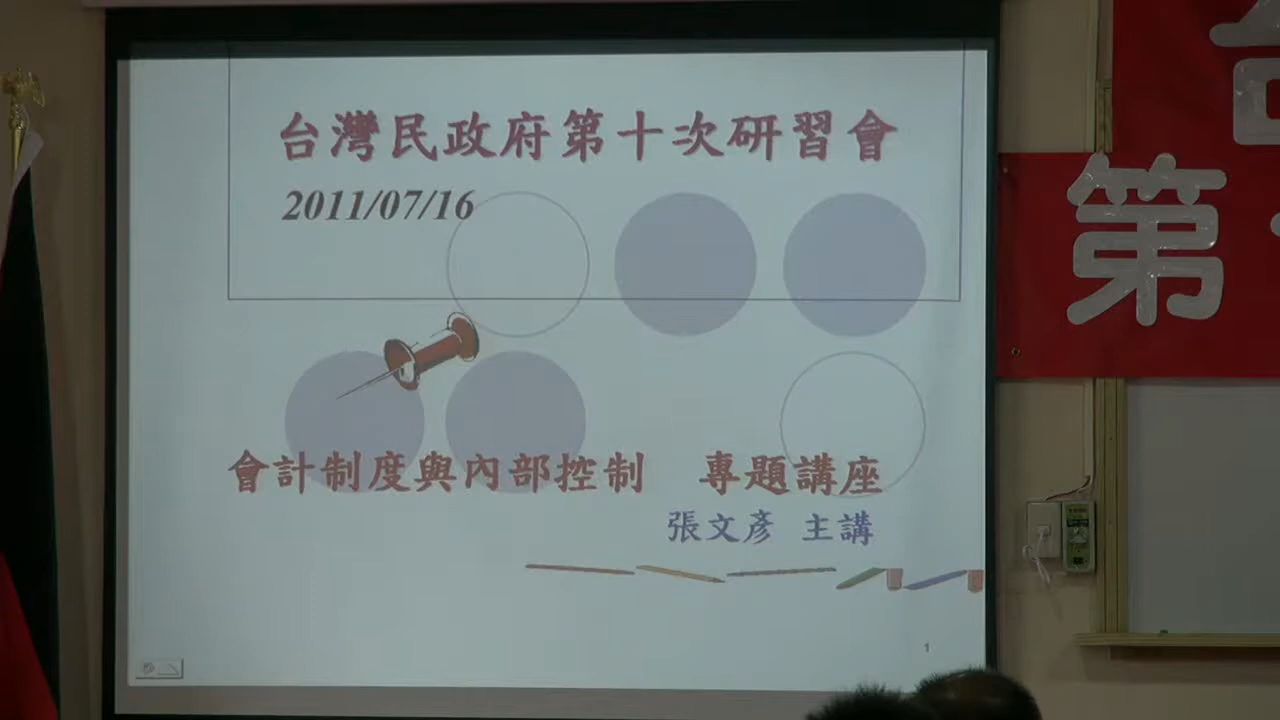 台灣民政府第十次研習會
2011/07/16
會計制度與內部控制 專題講座
張文彥 主講
1
第